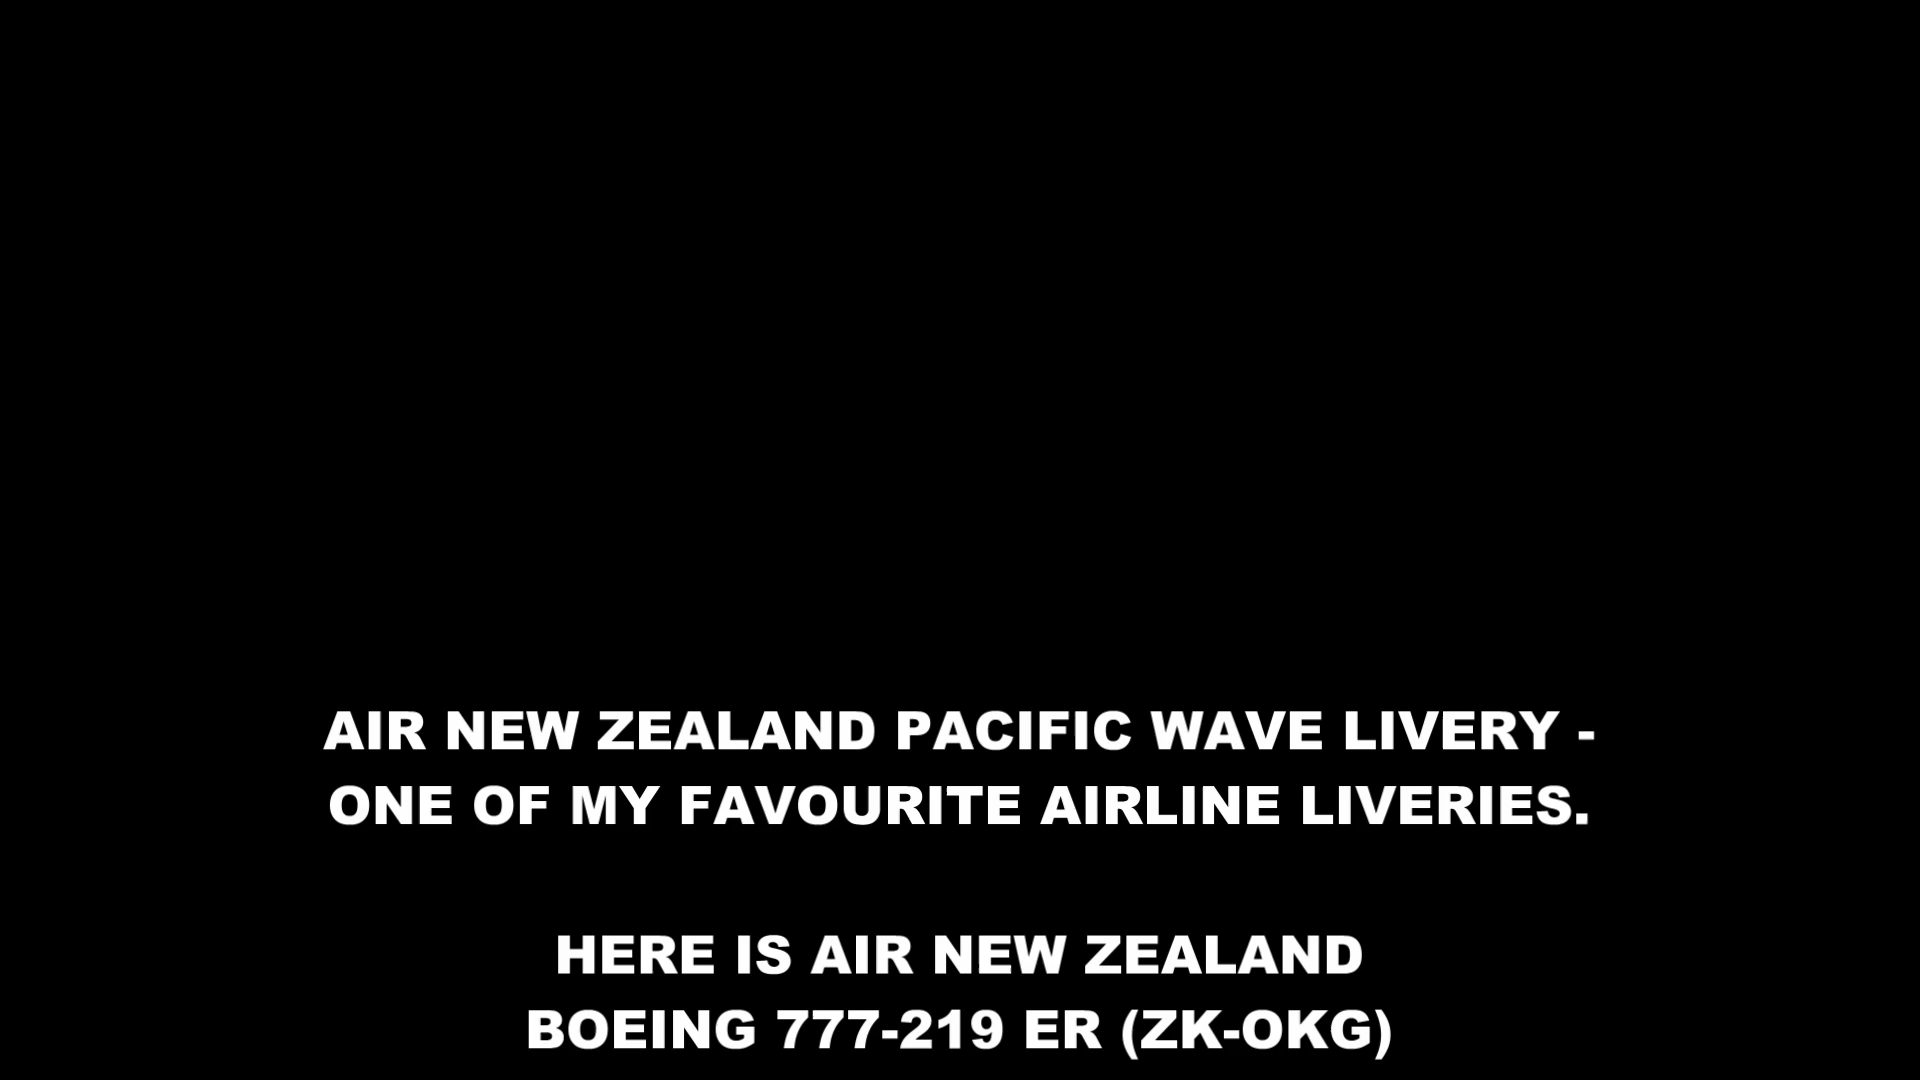 AIR NEW ZEALAND PACIFIC WAVE LIVERY -
ONE OF MY FAVOURITE AIRLINE LIVERIES.
HERE IS AIR NEW ZEALAND
BOEING 777-219 ER (ZK-OKG)